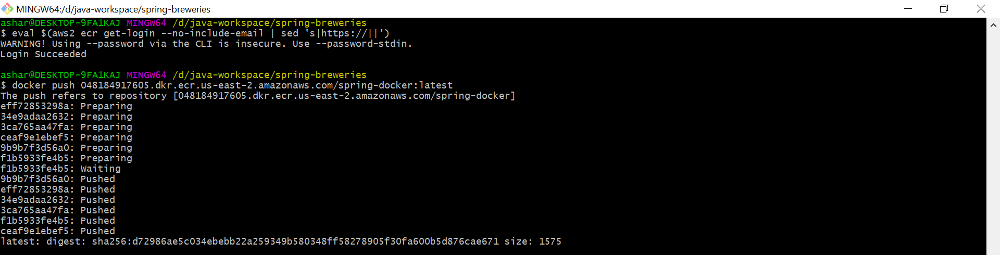 MINGW64:/d/java-workspace/spring-breweries
ashar@DESKTOP-9FA1KAJ MINGW64 /d/java-workspace/spring-breweries
$ eval $(aws2 ecr get-login --no-include-email | sed 's|https://||')
WARNING! Using --password via the CLI is insecure. Use --password-stdin.
Login Succeeded
ashar@DESKTOP-9FA1KAJ MINGW64 /d/java-workspace/spring-breweries
$ docker push 048184917605.dkr.ecr.us-east-2.amazonaws.com/spring-docker:latest
The push refers to repository [048184917605.dkr.ecr.us-east-2.amazonaws.com/spring-docker]
eff72853298a: Preparing
34e9adaa2632: Preparing
3ca765aa47fa: Preparing
ceaf9e1ebef5: Preparing
9b9b7f3d56a0: Preparing
f1b5933fe4b5: Preparing
f1b5933fe4b5: Waiting
9b9b7f3d56a0: Pushed
eff72853298a: Pushed
34e9adaa2632: Pushed
3ca765aa47fa: Pushed
f1b5933fe4b5: Pushed
ceaf9e1ebef5: Pushed
latest: digest: sha256:d72986ae5c034ebebb22a259349b580348ff58278905f30fa600b5d876cae671 size: 1575